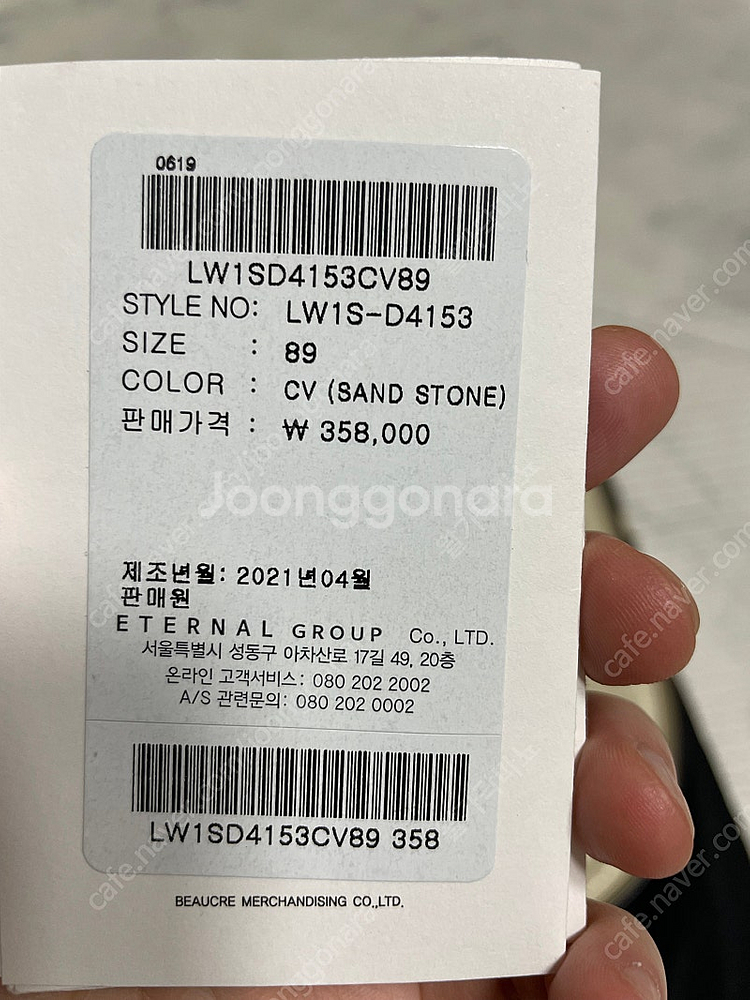 0619
LW1SD4153CV89
STYLE NO: LW1S-D4153
SIZE : 89
COLOR : CV (SAND STONE)
판매가격 : ₩ 358,000
Joonggonara
제조년월: 2021년04월
판매원
ETERNAL GROUP Co., LTD.
서울특별시 성동구 아차산로 17길 49, 20층
온라인 고객서비스: 080 202 2002
A/S 관련문의: 080 202 0002
LW1SD4153CV89 358
BEAUCRE MERCHANDISING CO.,LTD.
cafe.naver.com